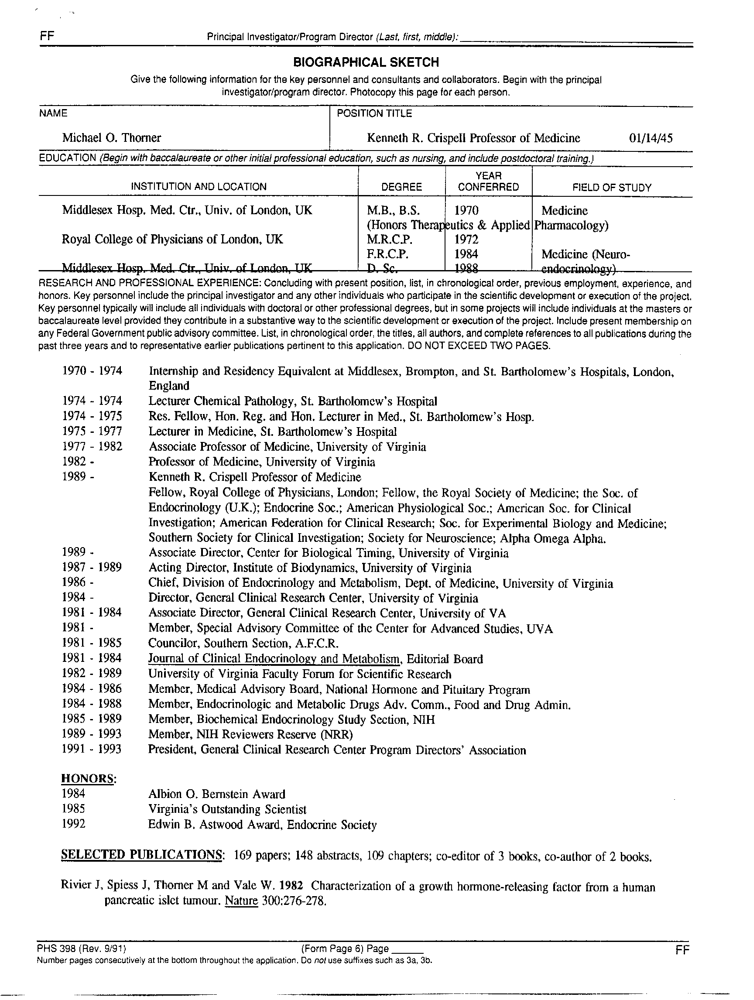 FF
Principal Investigator/Program Director (Last, first, middle):
BIOGRAPHICAL SKETCH
Give the following information for the key personnel and consultants and collaborators. Begin with the principal
investigator/program director. Photocopy this page for each person.
NAME
POSITION TITLE
Michael O. Thorner
Kenneth R. Crispell Professor of Medicine 01/14/45
EDUCATION (Begin with baccalaureate or other initial professional education, such as nursing, and include postdoctoral training.)
INSTITUTION AND LOCATION
DEGREE
YEAR
CONFERRED
FIELD OF STUDY
Middlesex Hosp. Med. Ctr., Univ. of London, UK M.B., B.S. 1970 Medicine
(Honors Therapeutics & Applied Pharmacology)
Royal College of Physicians of London, UK M.R.C.P. 1972
F.R.C.P. 1984 Medicine (Neuro-
Middlesex Hosp. Med. Ctr., Univ. of London, UK D. Sc. 1988 endocrinology)
RESEARCH AND PROFESSIONAL EXPERIENCE: Concluding with present position, list, in chronological order, previous employment, experience, and
honors. Key personnel include the principal investigator and any other individuals who participate in the scientific development or execution of the project.
Key personnel typically will include all individuals with doctoral or other professional degrees, but in some projects will include individuals at the masters or
baccalaureate level provided they contribute in a substantive way to the scientific development or execution of the project. Include present membership on
any Federal Government public advisory committee. List, in chronological order, the titles, all authors, and complete references to all publications during the
past three years and to representative earlier publications pertinent to this application. DO NOT EXCEED TWO PAGES.
1970 - 1974 Internship and Residency Equivalent at Middlesex, Brompton, and St. Bartholomew's Hospitals, London,
England
1974 - 1974 Lecturer Chemical Pathology, St. Bartholomew's Hospital
1974 - 1975 Res. Fellow, Hon. Reg. and Hon. Lecturer in Med., St. Bartholomew's Hosp.
1975 - 1977 Lecturer in Medicine, St. Bartholomew's Hospital
1977 - 1982 Associate Professor of Medicine, University of Virginia
1982 - Professor of Medicine, University of Virginia
1989 - Kenneth R. Crispell Professor of Medicine
Fellow, Royal College of Physicians, London; Fellow, the Royal Society of Medicine; the Soc. of
Endocrinology (U.K.); Endocrine Soc.; American Physiological Soc.; American Soc. for Clinical
Investigation; American Federation for Clinical Research; Soc. for Experimental Biology and Medicine;
Southern Society for Clinical Investigation; Society for Neuroscience; Alpha Omega Alpha.
1989 - Associate Director, Center for Biological Timing, University of Virginia
1987 - 1989 Acting Director, Institute of Biodynamics, University of Virginia
1986 - Chief, Division of Endocrinology and Metabolism, Dept. of Medicine, University of Virginia
1984 - Director, General Clinical Research Center, University of Virginia
1981 - 1984 Associate Director, General Clinical Research Center, University of VA
1981 - Member, Special Advisory Committee of the Center for Advanced Studies, UVA
1981 - 1985 Councilor, Southern Section, A.F.C.R.
1981 - 1984 Journal of Clinical Endocrinology and Metabolism, Editorial Board
1982 - 1989 University of Virginia Faculty Forum for Scientific Research
1984 - 1986 Member, Medical Advisory Board, National Hormone and Pituitary Program
1984 - 1988 Member, Endocrinologic and Metabolic Drugs Adv. Comm., Food and Drug Admin.
1985 - 1989 Member, Biochemical Endocrinology Study Section, NIH
1989 - 1993 Member, NIH Reviewers Reserve (NRR)
1991 - 1993 President, General Clinical Research Center Program Directors' Association
HONORS:
1984 Albion O. Bernstein Award
1985 Virginia's Outstanding Scientist
1992 Edwin B. Astwood Award, Endocrine Society
SELECTED PUBLICATIONS: 169 papers; 148 abstracts, 109 chapters; co-editor of 3 books, co-author of 2 books.
Rivier J, Spiess J, Thorner M and Vale W. 1982 Characterization of a growth hormone-releasing factor from a human
pancreatic islet tumour. Nature 300:276-278.
PHS 398 (Rev. 9/91) (Form Page 6) Page FF
Number pages consecutively at the bottom throughout the application. Do not use suffixes such as 3a, 3b.